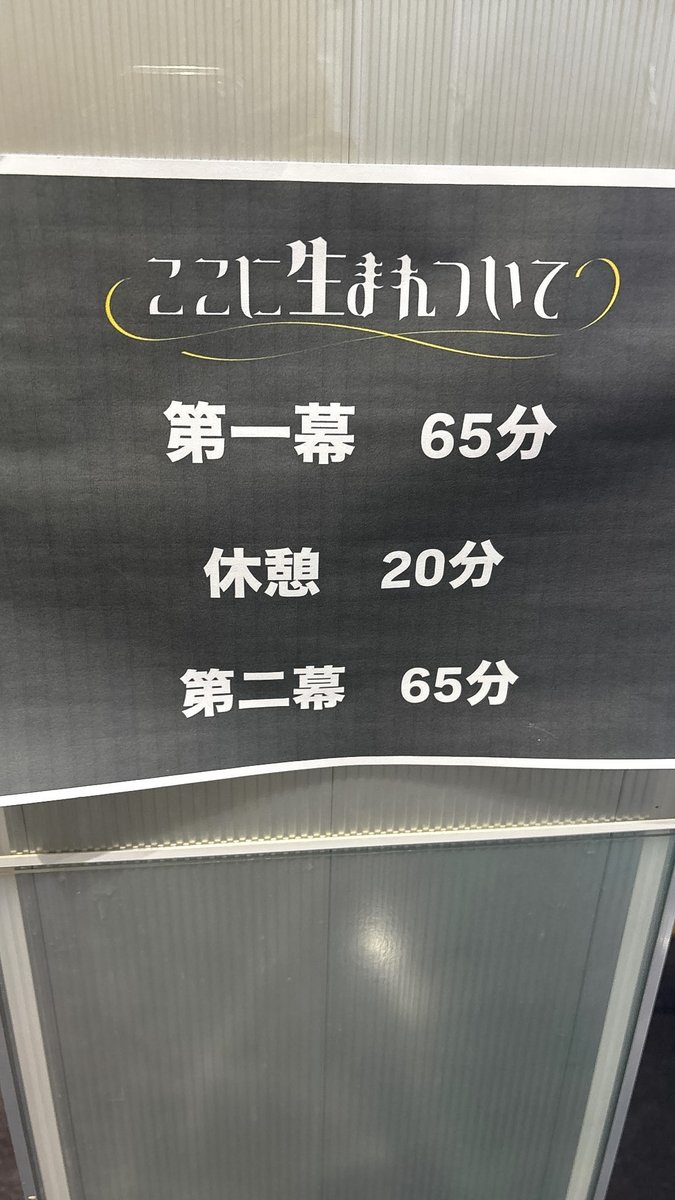 ここに生まれついて
第一幕　65分
休憩　20分
第二幕　65分